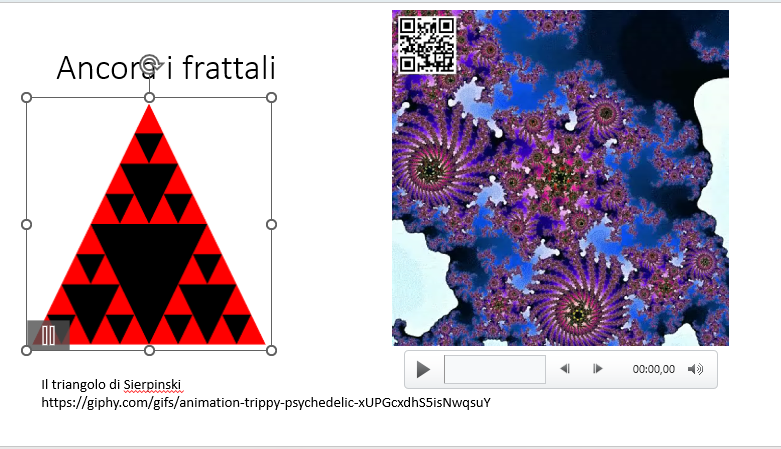 Ancora i frattali
00:00,00
Il triangolo di Sierpinski
https://giphy.com/gifs/animation-trippy-psychedelic-xUPGcxdhS5isNwqsuY